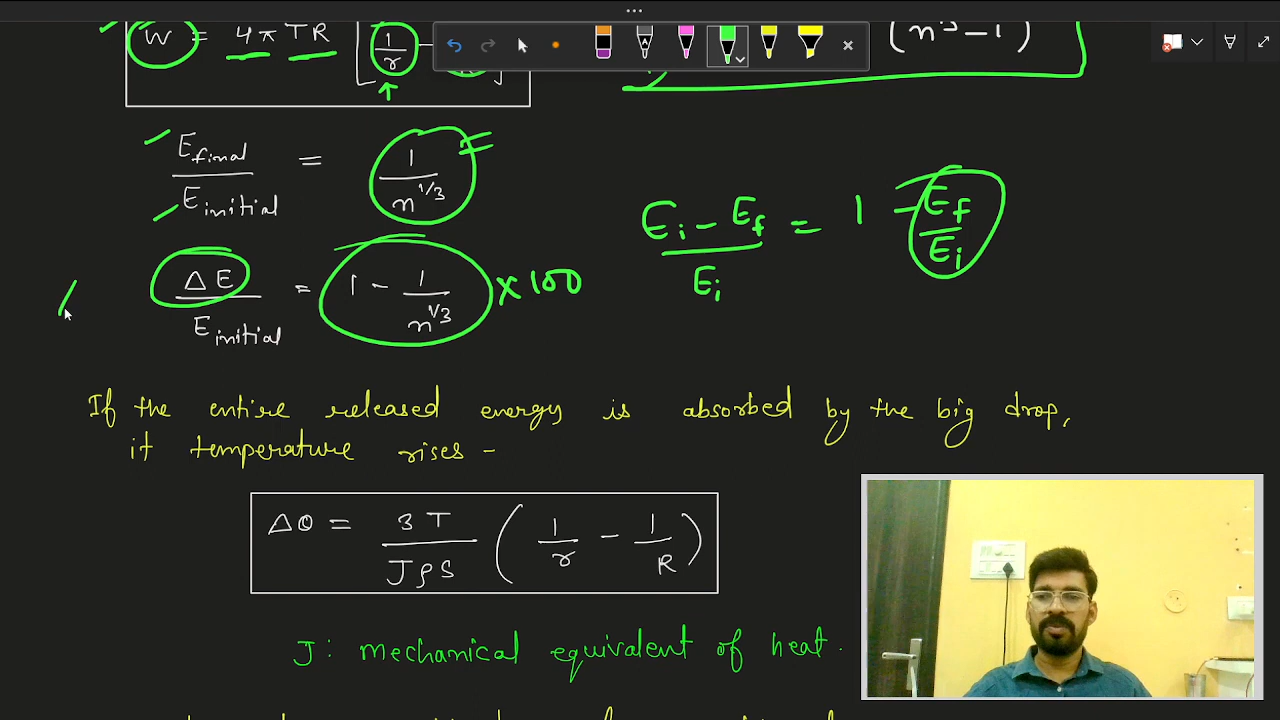 W = 4π TR [ 1/r -
(n^3 - 1)
E_final / E_initial = 1 / n^1/3
E_i - E_f / E_i = 1 - E_f / E_i
ΔE / E_initial = 1 - 1 / n^1/3 × 100
If the entire released energy is absorbed by the big drop,
it temperature rises -
Δθ = 3T / JρS ( 1/r - 1/R )
J : mechanical equivalent of heat.